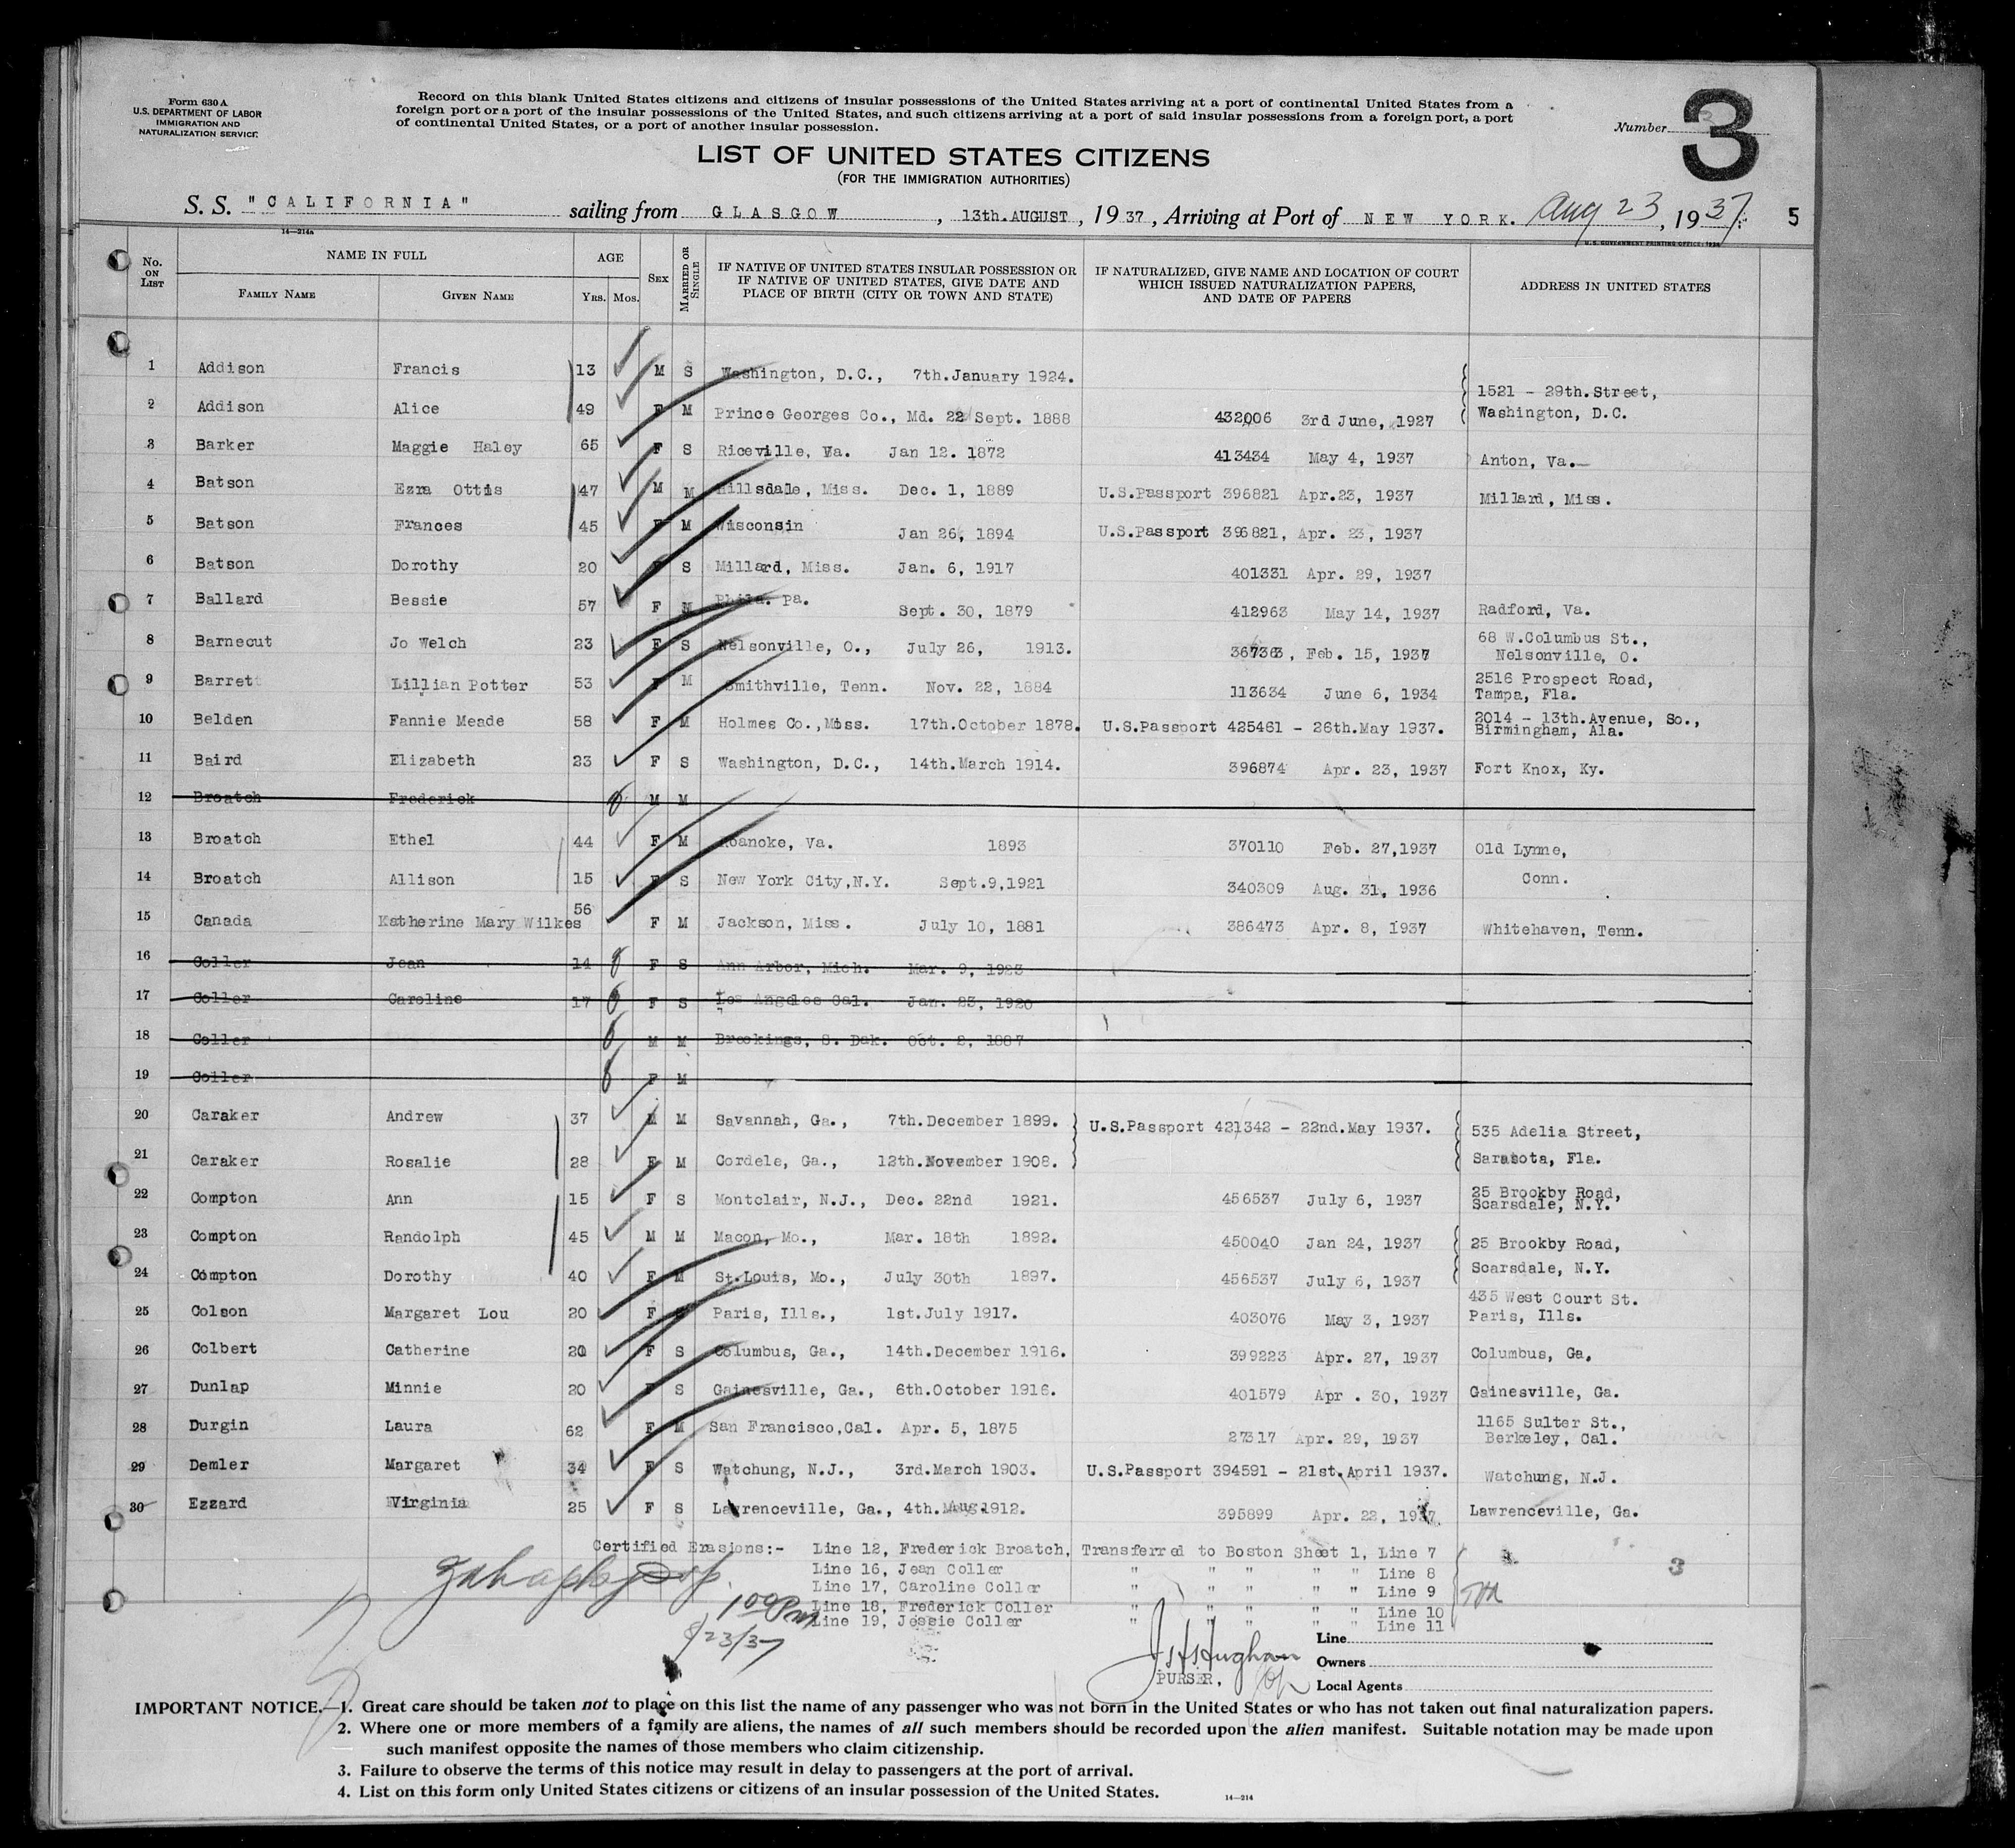 Form 630 A
U.S. DEPARTMENT OF LABOR
IMMIGRATION AND
NATURALIZATION SERVICE
Record on this blank United States citizens and citizens of insular possessions of the United States arriving at a port of continental United States from a
foreign port or a port of the insular possessions of the United States, and such citizens arriving at a port of said insular possessions from a foreign port, a port
of continental United States, or a port of another insular possession.
Number 3
LIST OF UNITED STATES CITIZENS
(FOR THE IMMIGRATION AUTHORITIES)
S. S. "CALIFORNIA" sailing from GLASGOW, 13th.AUGUST, 1937, Arriving at Port of NEW YORK. Aug 23, 1937. 5
14—214a
U.S. GOVERNMENT PRINTING OFFICE: 1936
No. ON LIST NAME IN FULL AGE SEX MARRIED OR SINGLE IF NATIVE OF UNITED STATES INSULAR POSSESSION OR IF NATIVE OF UNITED STATES, GIVE DATE AND PLACE OF BIRTH (CITY OR TOWN AND STATE) IF NATURALIZED, GIVE NAME AND LOCATION OF COURT WHICH ISSUED NATURALIZATION PAPERS, AND DATE OF PAPERS ADDRESS IN UNITED STATES
FAMILY NAME GIVEN NAME YRS. MOS.
1 Addison Francis 13 M S Washington, D.C., 7th.January 1924. 1521 - 29th.Street,
2 Addison Alice 49 F M Prince Georges Co., Md. 22 Sept. 1888 432006 3rd June, 1927 Washington, D.C.
3 Barker Maggie Haley 65 F S Riceville, Va. Jan 12. 1872 413434 May 4, 1937 Anton, Va.
4 Batson Ezra Ottis 47 M M Hillsdale, Miss. Dec. 1, 1889 U.S.Passport 396821 Apr.23, 1937 Millard, Miss.
5 Batson Frances 45 F M Wisconsin Jan 26, 1894 U.S.Passport 396821, Apr. 23, 1937
6 Batson Dorothy 20 F S Millard, Miss. Jan. 6, 1917 401331 Apr. 29, 1937
7 Ballard Bessie 57 F M Phila. Pa. Sept. 30, 1879 412963 May 14, 1937 Radford, Va.
8 Barnecut Jo Welch 23 F S Nelsonville, O., July 26, 1913. 367363, Feb. 15, 1937 68 W.Columbus St., Nelsonville, O.
9 Barrett Lillian Potter 53 F M Smithville, Tenn. Nov. 22, 1884 113634 June 6, 1934 2516 Prospect Road, Tampa, Fla.
10 Belden Fannie Meade 58 F M Holmes Co.,Miss. 17th.October 1878. U.S.Passport 425461 - 26th.May 1937. 2014 - 13th.Avenue, So., Birmingham, Ala.
11 Baird Elizabeth 23 F S Washington, D.C., 14th.March 1914. 396874 Apr. 23, 1937 Fort Knox, Ky.
12 Broatch Frederick M M
13 Broatch Ethel 44 F M Roanoke, Va. 1893 370110 Feb. 27,1937 Old Lynne,
14 Broatch Allison 15 F S New York City,N.Y. Sept.9,1921 340309 Aug. 31, 1936 Conn.
15 Canada Katherine Mary Wilkes 56 F M Jackson, Miss. July 10, 1881 386473 Apr. 8, 1937 Whitehaven, Tenn.
16 Coller Jean 14 F S Ann Arbor, Mich. Mar. 9, 1923
17 Coller Caroline 17 F S Los Angeles Cal. Jan. 23, 1920
18 Coller M M Brookings, S. Dak. Oct. 2, 1887
19 Coller F M
20 Caraker Andrew 37 M M Savannah, Ga., 7th.December 1899. U.S.Passport 421342 - 22nd.May 1937. 535 Adelia Street,
21 Caraker Rosalie 28 F M Cordele, Ga., 12th.November 1908. Sarasota, Fla.
22 Compton Ann 15 F S Montclair, N.J., Dec. 22nd 1921. 456537 July 6, 1937 25 Brookby Road, Scarsdale, N.Y.
23 Compton Randolph 45 M M Macon, Mo., Mar. 18th 1892. 450040 Jan 24, 1937 25 Brookby Road,
24 Compton Dorothy 40 F M St.Louis, Mo., July 30th 1897. 456537 July 6, 1937 Scarsdale, N.Y.
25 Colson Margaret Lou 20 F S Paris, Ills., 1st.July 1917. 403076 May 3, 1937 435 West Court St. Paris, Ills.
26 Colbert Catherine 20 F S Columbus, Ga., 14th.December 1916. 399223 Apr. 27, 1937 Columbus, Ga.
27 Dunlap Minnie 20 F S Gainesville, Ga., 6th.October 1916. 401579 Apr . 30, 1937 Gainesville, Ga.
28 Durgin Laura 62 F M San Francisco,Cal. Apr. 5, 1875 27317 Apr. 29, 1937 1165 Sulter St., Berkeley, Cal.
29 Demler Margaret 34 F S Watchung, N.J., 3rd.March 1903. U.S.Passport 394591 - 21st.April 1937. Watchung, N.J.
30 Ezzard Virginia 25 F S Lawrenceville, Ga., 4th.Aug.1912. 395899 Apr. 22, 1937 Lawrenceville, Ga.
Certified Erasions:- Line 12, Frederick Broatch, Transferred to Boston Sheet 1, Line 7
Line 16, Jean Coller " " " " " Line 8
Line 17, Caroline Coller " " " " " Line 9
Line 18, Frederick Coller " " " " " Line 10
Line 19, Jessie Coller " " " " " Line 11
3
1 00 Pm
8/23/37
PURSER.
Line
Owners
Local Agents
IMPORTANT NOTICE.—1. Great care should be taken not to place on this list the name of any passenger who was not born in the United States or who has not taken out final naturalization papers.
2. Where one or more members of a family are aliens, the names of all such members should be recorded upon the alien manifest. Suitable notation may be made upon
such manifest opposite the names of those members who claim citizenship.
3. Failure to observe the terms of this notice may result in delay to passengers at the port of arrival.
4. List on this form only United States citizens or citizens of an insular possession of the United States.
14—214